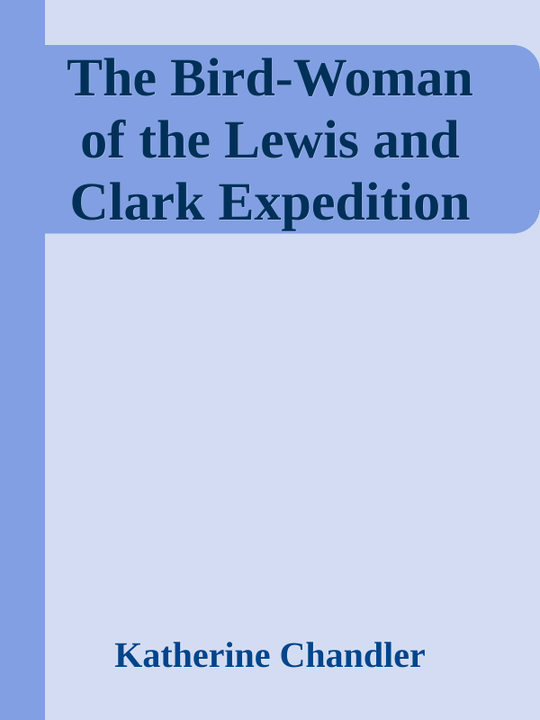 The Bird-Woman
of the Lewis and
Clark Expedition
Katherine Chandler